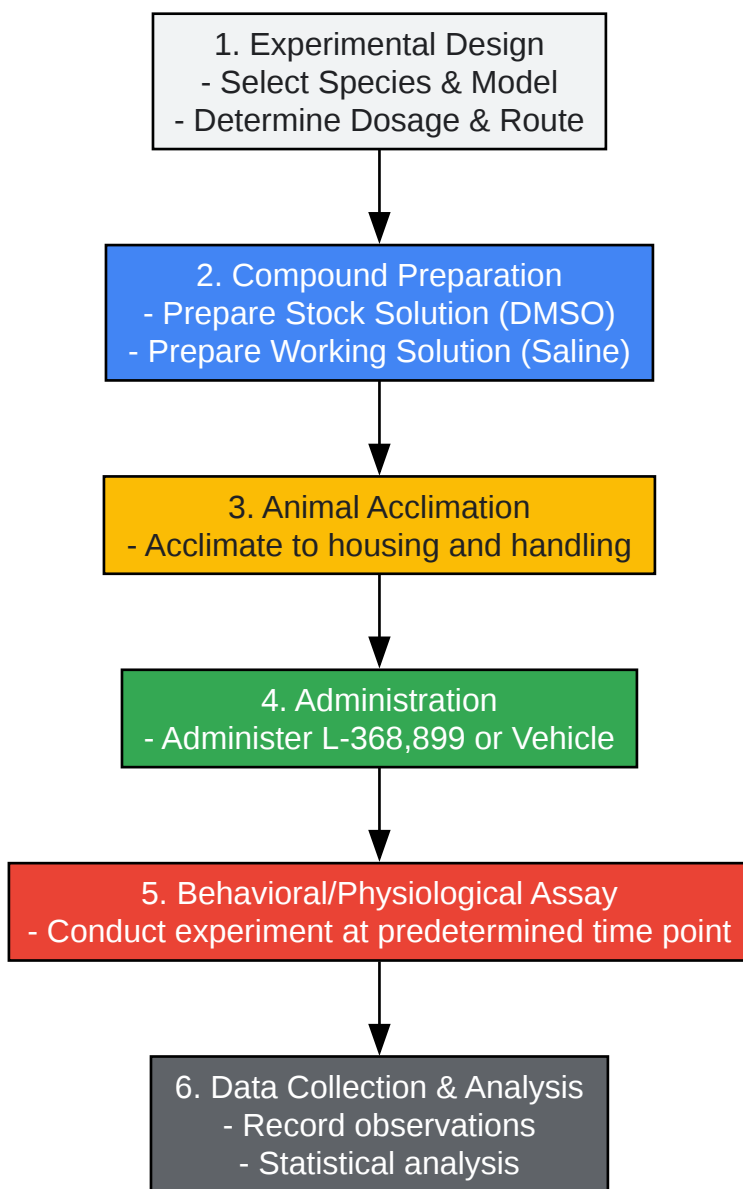 1. Experimental Design
- Select Species & Model
- Determine Dosage & Route
2. Compound Preparation
- Prepare Stock Solution (DMSO)
- Prepare Working Solution (Saline)
3. Animal Acclimation
- Acclimate to housing and handling
4. Administration
- Administer L-368,899 or Vehicle
5. Behavioral/Physiological Assay
- Conduct experiment at predetermined time point
6. Data Collection & Analysis
- Record observations
- Statistical analysis